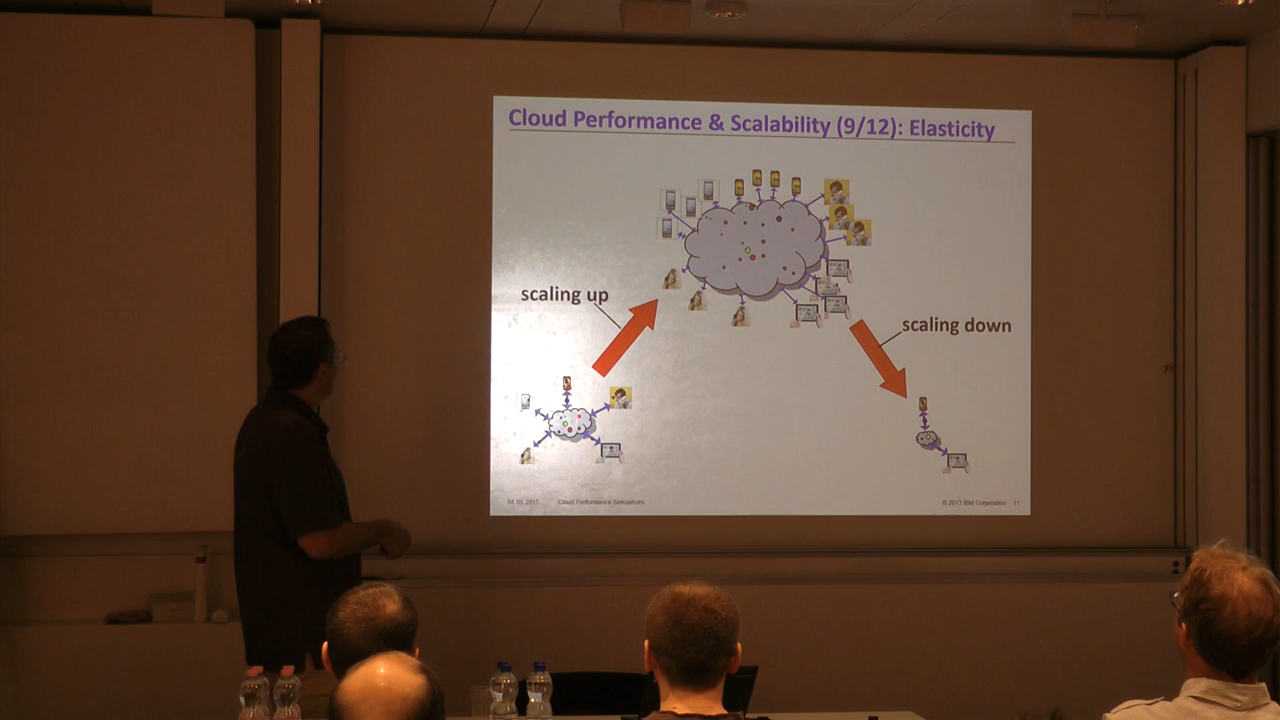 Cloud Performance & Scalability (9/12): Elasticity
scaling up
scaling down
04.09.2015 Cloud Performance Simulations © 2013 IBM Corporation 11